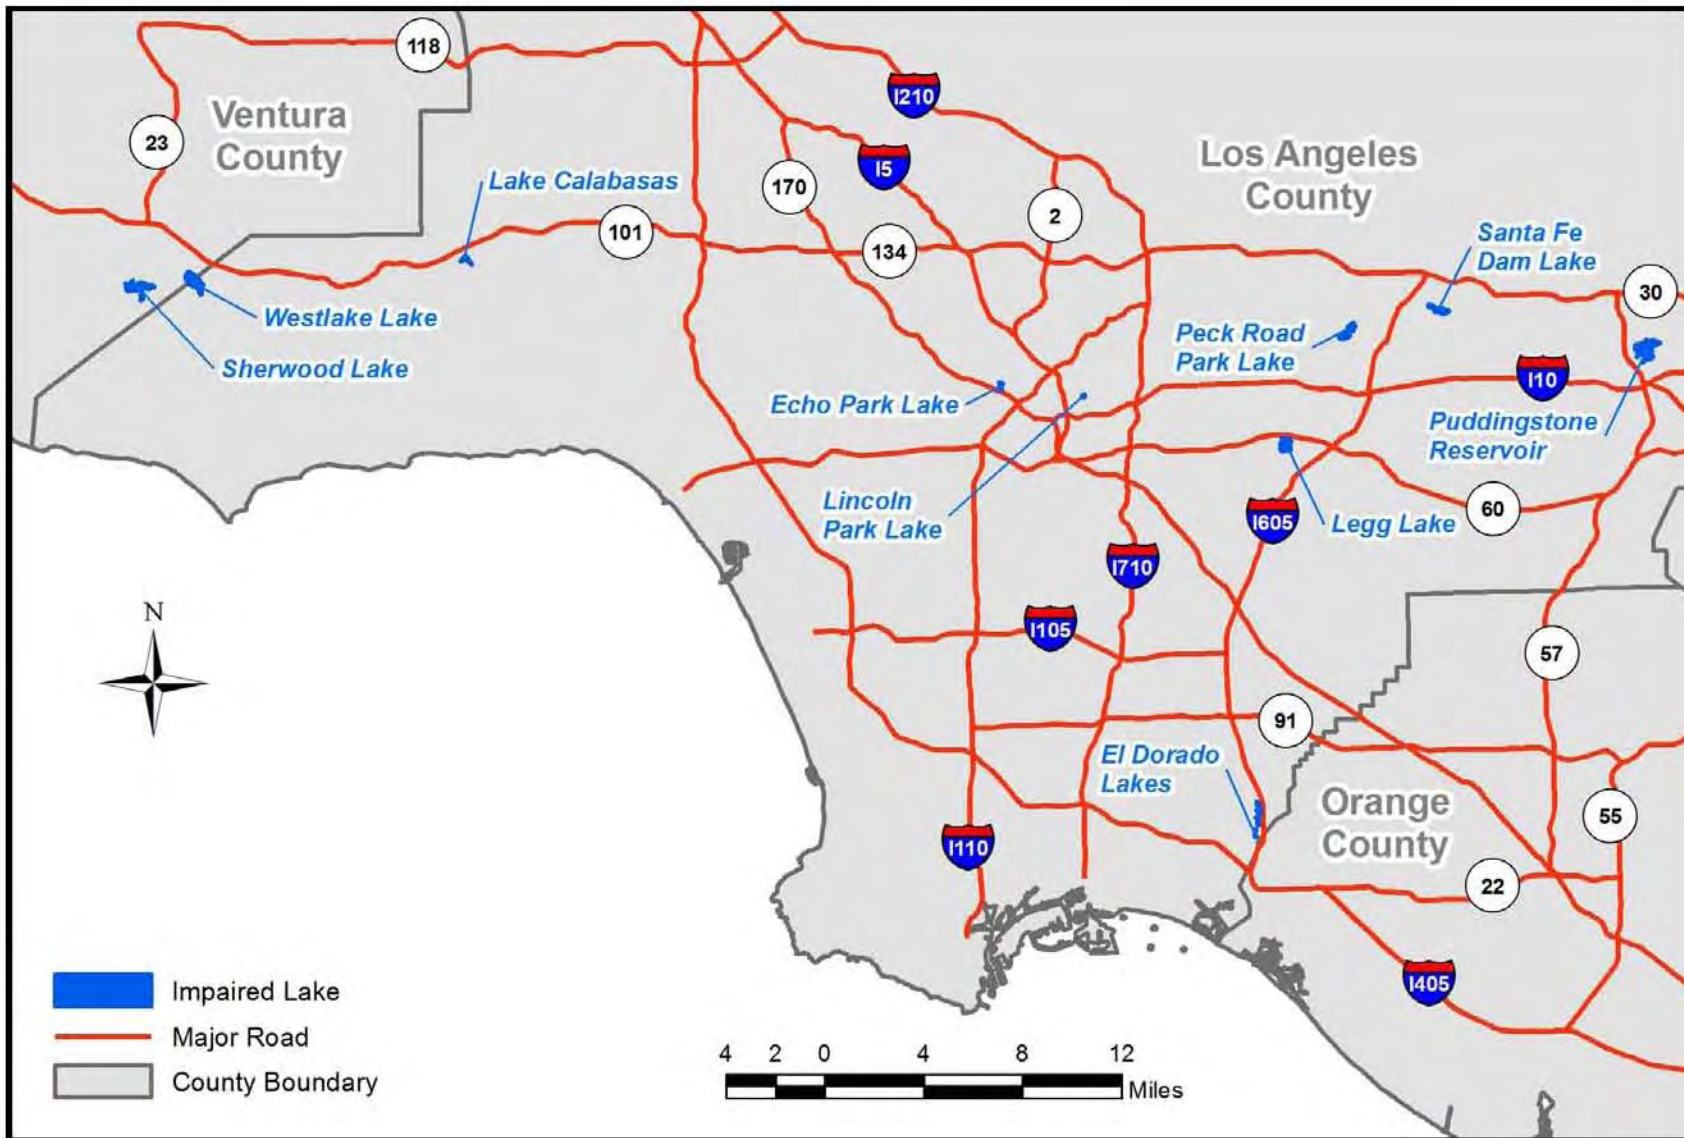 118
I210
Ventura
County
23
I5
Los Angeles
County
Lake Calabasas
170
2
101
134
Santa Fe
Dam Lake
30
Westlake Lake
Peck Road
Park Lake
Sherwood Lake
I10
Echo Park Lake
Puddingstone
Reservoir
Lincoln
Park Lake
60
I605
Legg Lake
I710
N
I105
57
91
El Dorado
Lakes
Orange
County
55
I110
22
I405
Impaired Lake
Major Road
County Boundary
4 2 0 4 8 12
Miles